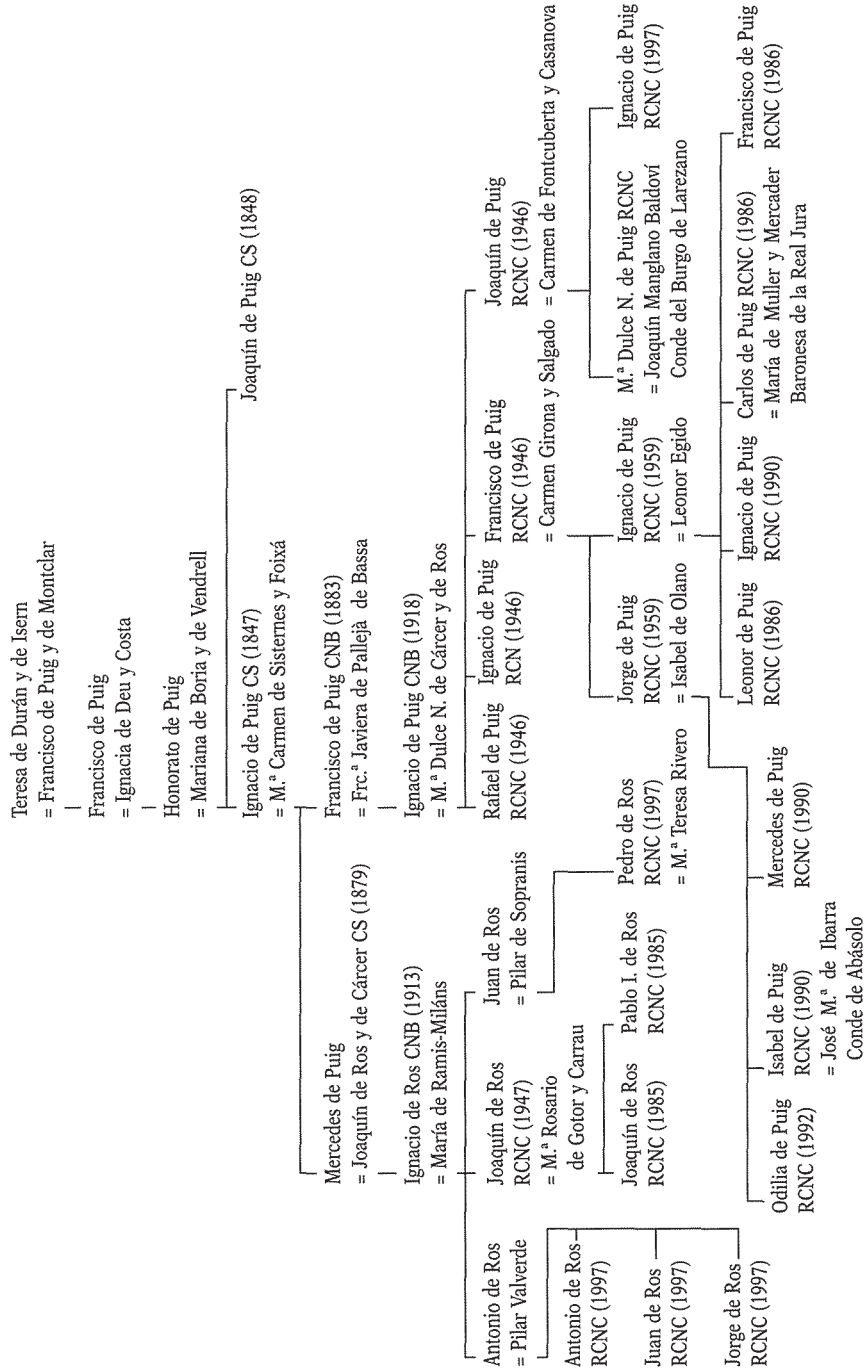 Teresa de Durán y de Isern
= Francisco de Puig y de Montclar
Francisco de Puig
= Ignacia de Deu y Costa
Honorato de Puig
= Mariana de Boria y de Vendrell
Ignacio de Puig CS (1847)
= M.ª Carmen de Sisternes y Foixá
Joaquín de Puig CS (1848)
Mercedes de Puig
= Joaquín de Ros y de Cárcer CS (1879)
Francisco de Puig CNB (1883)
= Frc.ª Javiera de Pallejà de Bassa
Ignacio de Ros CNB (1913)
= María de Ramis-Miláns
Ignacio de Puig CNB (1918)
= M.ª Dulce N. de Cárcer y de Ros
Antonio de Ros
= Pilar Valverde
Joaquín de Ros
RCNC (1947)
= M.ª Rosario
de Gotor y Carrau
Juan de Ros
= Pilar de Sopranis
Rafael de Puig
RCNC (1946)
Ignacio de Puig
RCN (1946)
Francisco de Puig
RCNC (1946)
= Carmen Girona y Salgado
Joaquín de Puig
RCNC (1946)
= Carmen de Fontcuberta y Casanova
Antonio de Ros
RCNC (1997)
Juan de Ros
RCNC (1997)
Jorge de Ros
RCNC (1997)
Joaquín de Ros
RCNC (1985)
Pablo I. de Ros
RCNC (1985)
Pedro de Ros
RCNC (1997)
= M.ª Teresa Rivero
Jorge de Puig
RCNC (1959)
= Isabel de Olano
Ignacio de Puig
RCNC (1959)
= Leonor Egido
M.ª Dulce N. de Puig RCNC
= Joaquín Manglano Baldoví
Conde del Burgo de Larezano
Ignacio de Puig
RCNC (1997)
Odilia de Puig
RCNC (1992)
Isabel de Puig
RCNC (1990)
= José M.ª de Ibarra
Conde de Abásolo
Mercedes de Puig
RCNC (1990)
Leonor de Puig
RCNC (1986)
Ignacio de Puig
RCNC (1990)
Carlos de Puig RCNC (1986)
= María de Muller y Mercader
Baronesa de la Real Jura
Francisco de Puig
RCNC (1986)